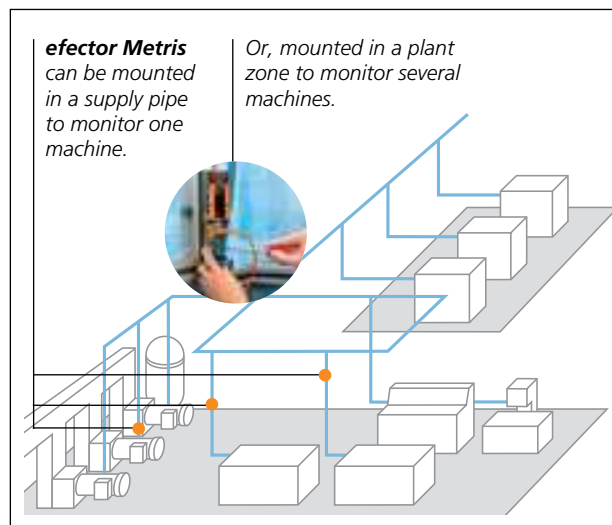 efector Metris
can be mounted
in a supply pipe
to monitor one
machine.
Or, mounted in a plant
zone to monitor several
machines.